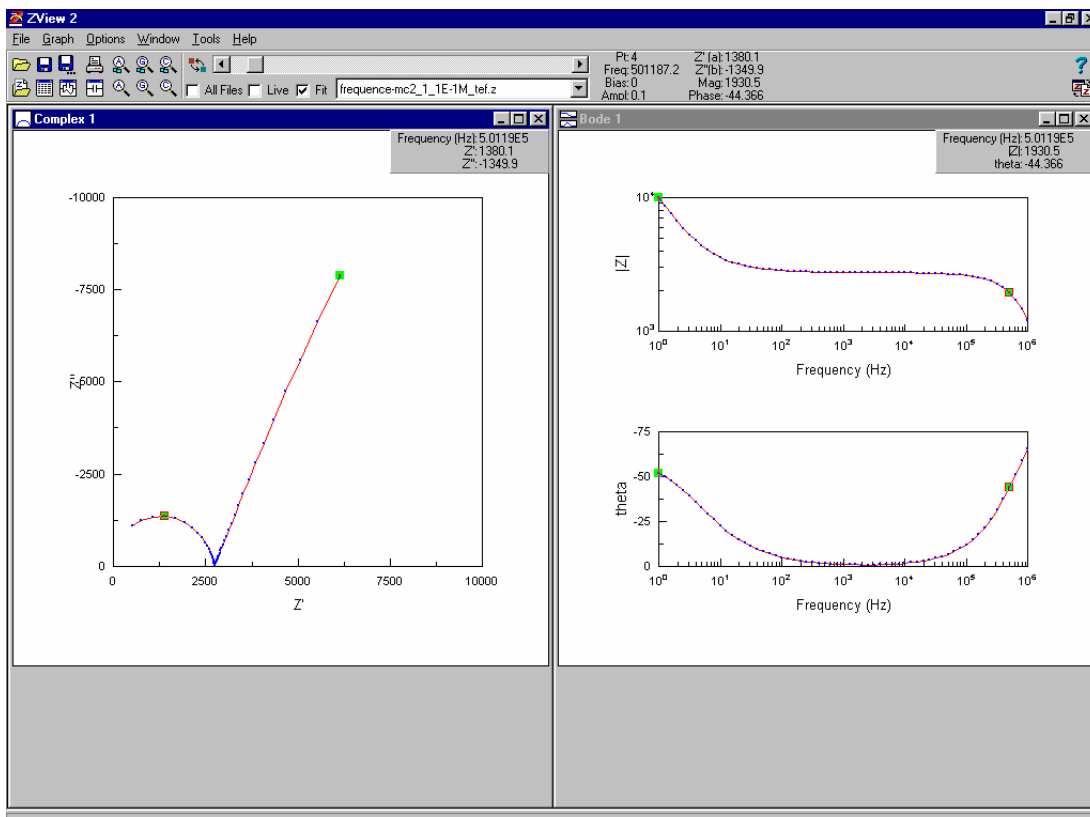 ZView 2
File Graph Options Window Tools Help
Pt: 4
Freq: 501187.2
Bias: 0
Ampl: 0.1
Z' (a): 1380.1
Z''(b): -1349.9
Mag: 1930.5
Phase: -44.366
All Files Live Fit frequence-mc2_1_1E-1M_tef.z
Complex 1
Frequency (Hz): 5.0119E5
Z': 1380.1
Z'': -1349.9
-10000
-7500
-5000
-2500
0
Z''
0 2500 5000 7500 10000
Z'
Bode 1
Frequency (Hz): 5.0119E5
|Z|: 1930.5
theta: -44.366
10⁴
10³
|Z|
10⁰ 10¹ 10² 10³ 10⁴ 10⁵ 10⁶
Frequency (Hz)
-75
-50
-25
0
theta
10⁰ 10¹ 10² 10³ 10⁴ 10⁵ 10⁶
Frequency (Hz)